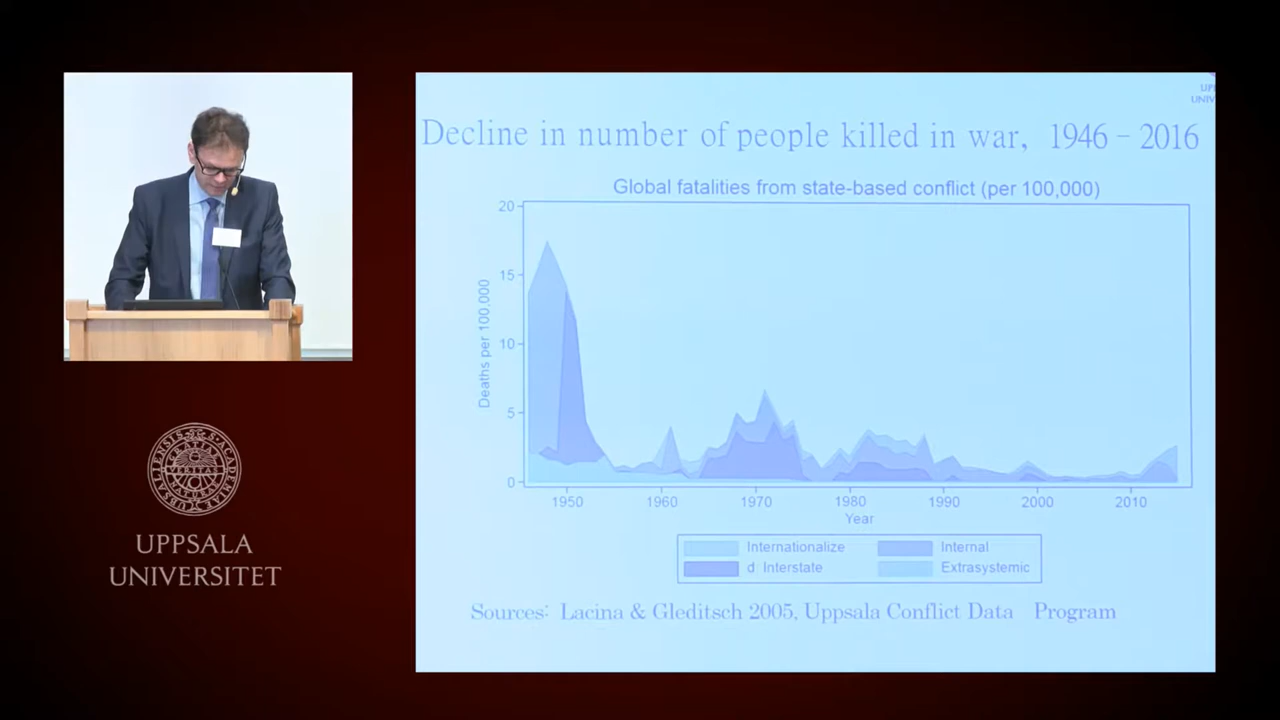 UPPSALA
UNIVERSITET
Decline in number of people killed in war, 1946 – 2016
Global fatalities from state-based conflict (per 100,000)
Deaths per 100,000
20
15
10
5
0
1950 1960 1970 1980 1990 2000 2010
Year
Internationalize Internal
d Interstate Extrasystemic
Sources: Lacina & Gleditsch 2005, Uppsala Conflict Data Program